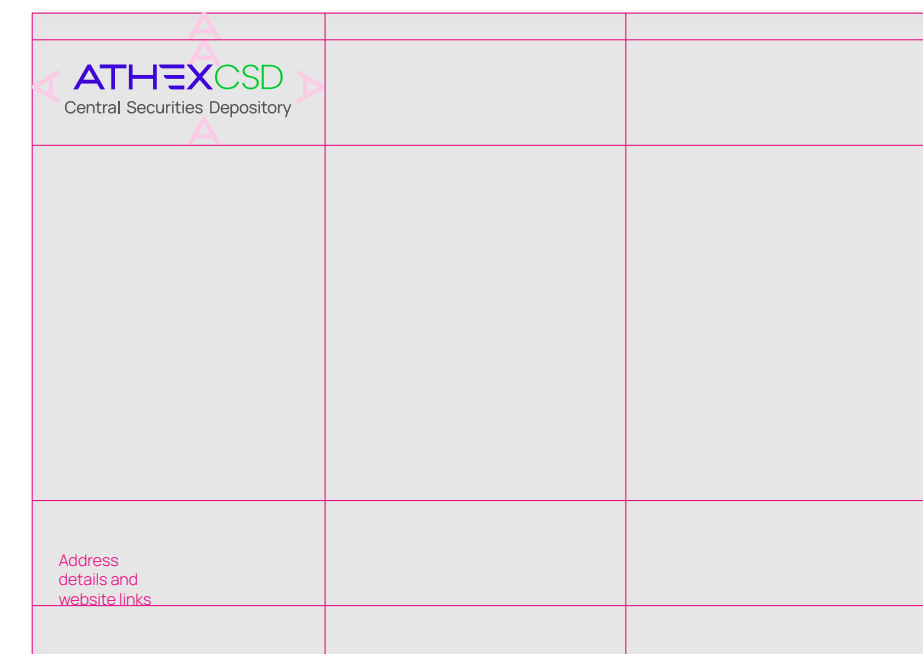 A
A
ATHEXCSD
A
A
Central Securities Depository
A
Address
details and
website links